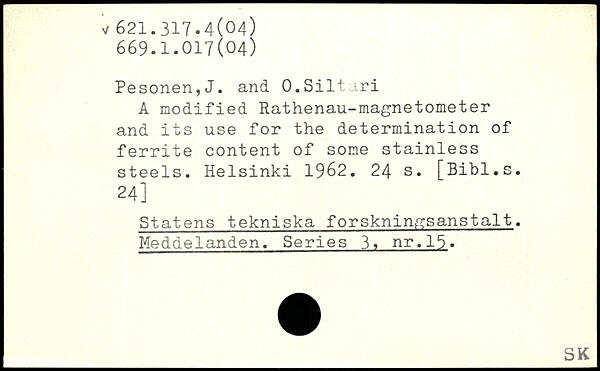 v 621.317.4(04)
669.1.017(04)
Pesonen,J. and O.Siltari
A modified Rathenau-magnetometer
and its use for the determination of
ferrite content of some stainless
steels. Helsinki 1962. 24 s. [Bibl.s.
24]
Statens tekniska forskningsanstalt.
Meddelanden. Series 3, nr.15.
SK